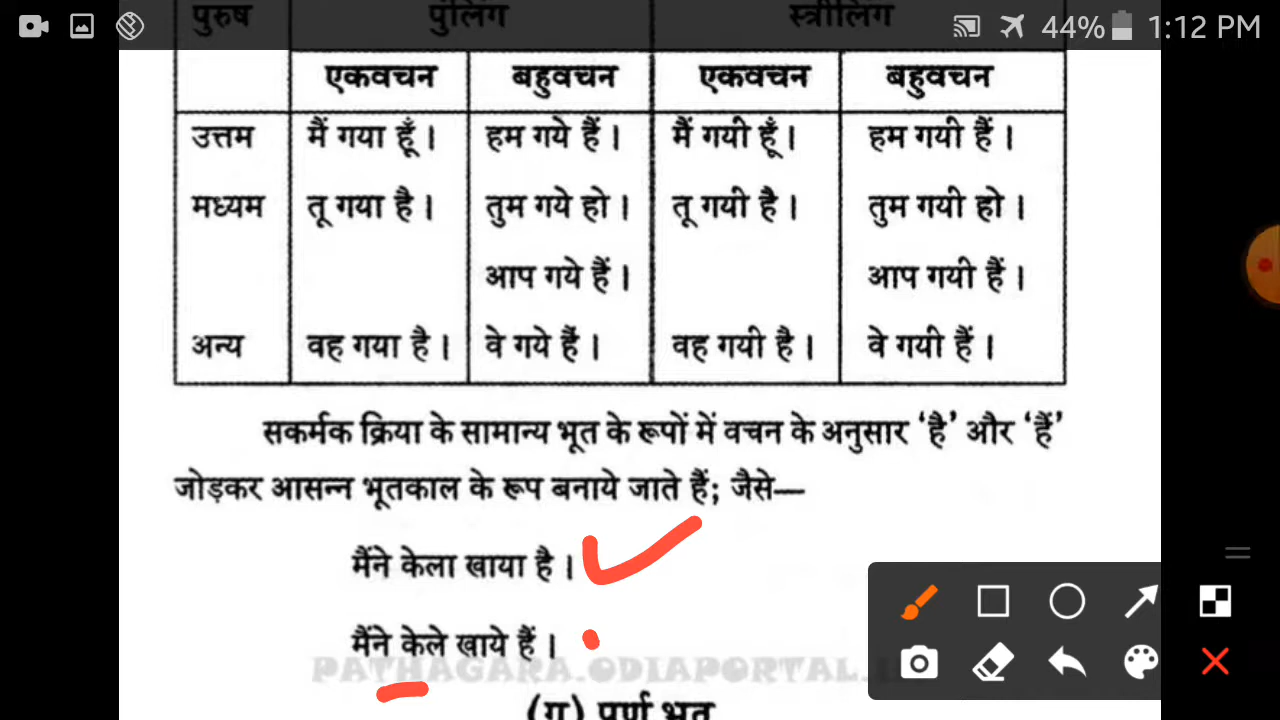 44% 1:12 PM
पुरुष पुंलिंग स्त्रीलिंग
एकवचन बहुवचन एकवचन बहुवचन
उत्तम मैं गया हूँ । हम गये हैं । मैं गयी हूँ । हम गयी हैं ।
मध्यम तू गया है । तुम गये हो । तू गयी है । तुम गयी हो ।
आप गये हैं । आप गयी हैं ।
अन्य वह गया है । वे गये हैं । वह गयी है । वे गयी हैं ।
सकर्मक क्रिया के सामान्य भूत के रूपों में वचन के अनुसार ‘है’ और ‘हैं’
जोड़कर आसन्न भूतकाल के रूप बनाये जाते हैं; जैसे—
मैंने केला खाया है ।
मैंने केले खाये हैं ।
PATHAGARA.ODIAPORTAL.I
(ग) पूर्ण भूत